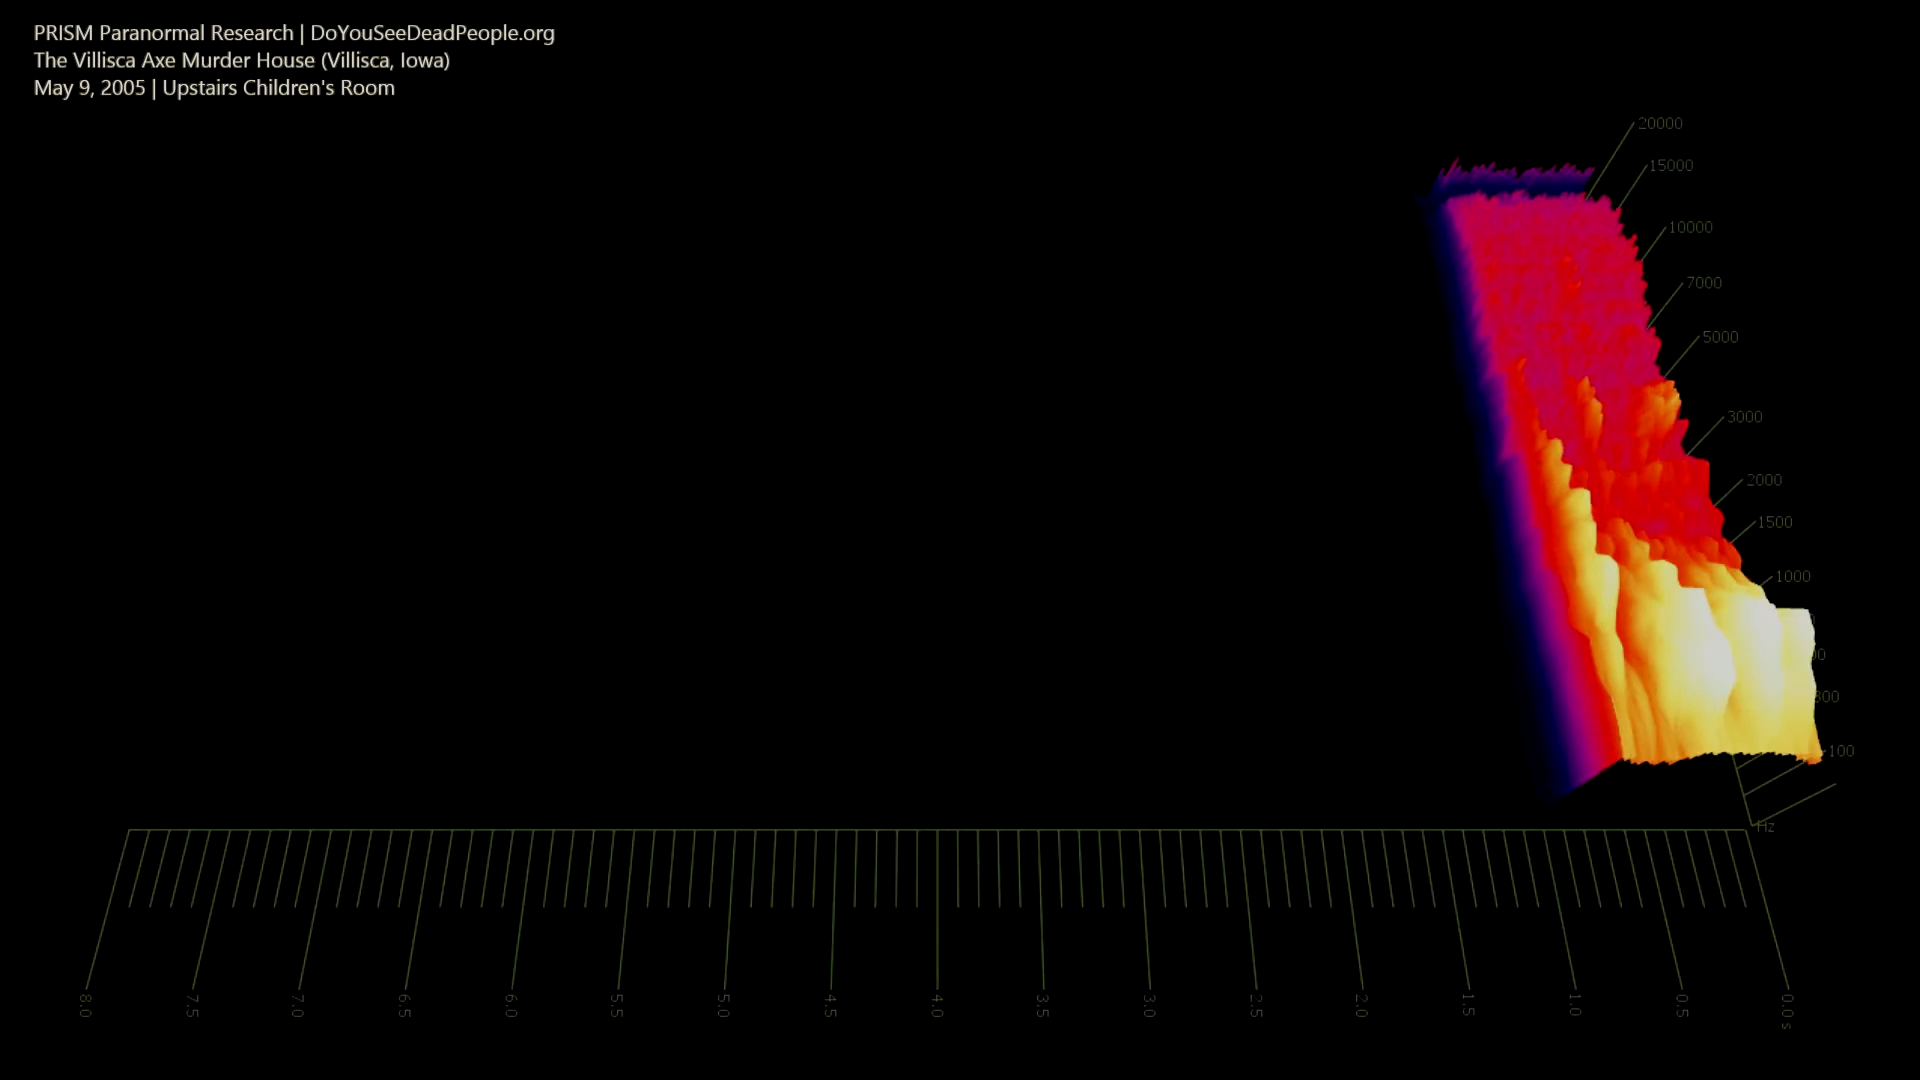 PRISM Paranormal Research | DoYouSeeDeadPeople.org
The Villisca Axe Murder House (Villisca, Iowa)
May 9, 2005 | Upstairs Children's Room
20000
15000
10000
7000
5000
3000
2000
1500
1000
100
Hz
8.0 7.5 7.0 6.5 6.0 5.5 5.0 4.5 4.0 3.5 3.0 2.5 2.0 1.5 1.0 0.5 0.0 s